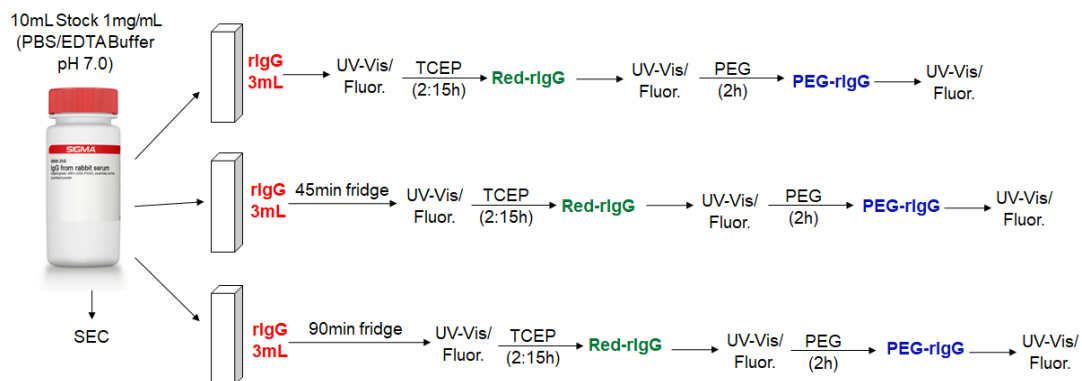 10mL Stock 1mg/mL
(PBS/EDTABuffer
pH 7.0)
SIGMA
IgG from rabbit serum
SEC
rIgG
3mL
UV-Vis/
Fluor.
TCEP
(2:15h)
Red-rIgG
UV-Vis/
Fluor.
PEG
(2h)
PEG-rIgG
UV-Vis/
Fluor.
rIgG
3mL
45min fridge
UV-Vis/
Fluor.
TCEP
(2:15h)
Red-rIgG
UV-Vis/
Fluor.
PEG
(2h)
PEG-rIgG
UV-Vis/
Fluor.
rIgG
3mL
90min fridge
UV-Vis/
Fluor.
TCEP
(2:15h)
Red-rIgG
UV-Vis/
Fluor.
PEG
(2h)
PEG-rIgG
UV-Vis/
Fluor.